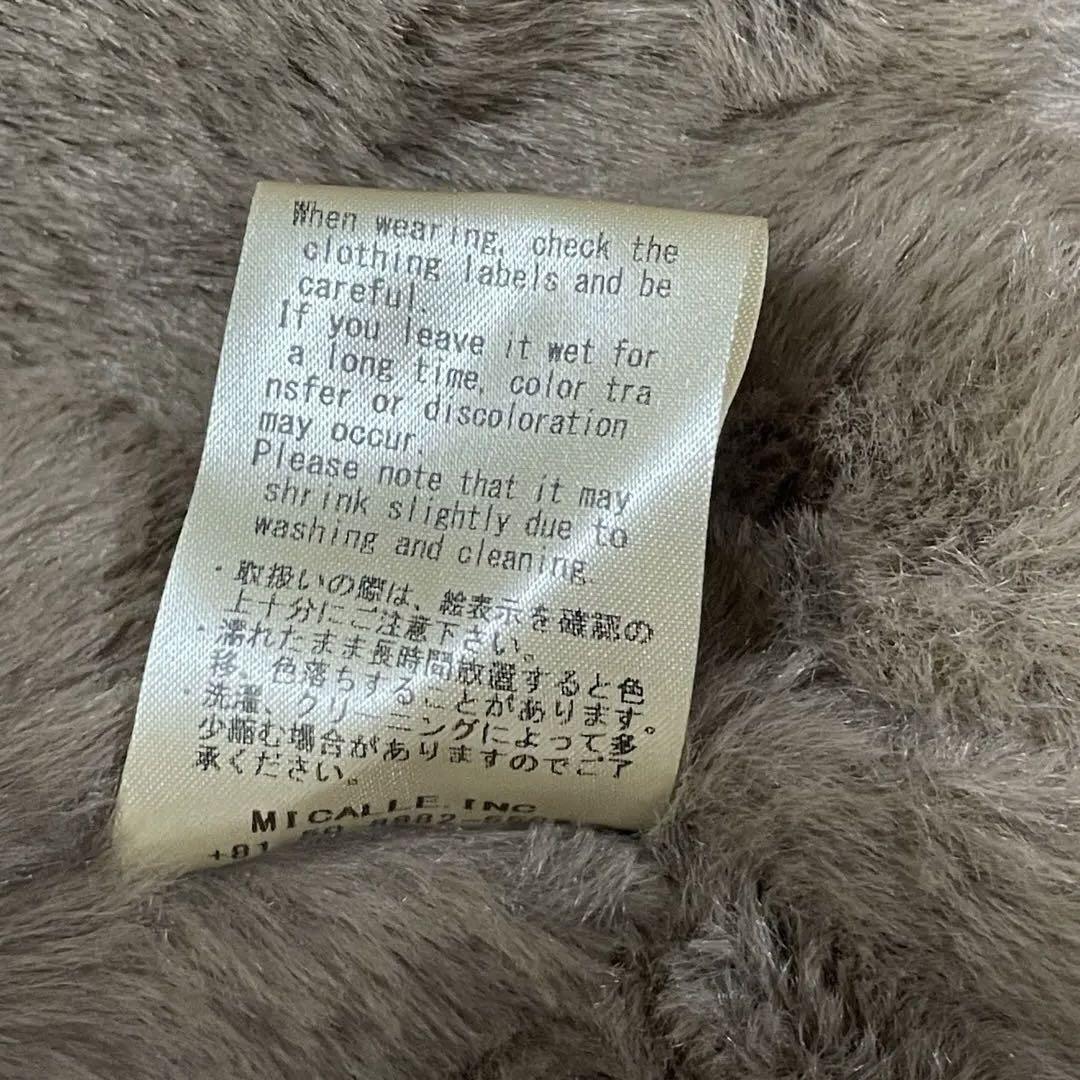 When wearing, check the
clothing labels and be
careful.
If you leave it wet for
a long time, color tra
nsfer or discoloration
may occur.
Please note that it may
shrink slightly due to
washing and cleaning.
・取扱いの際は、絵表示を確認の
上十分にご注意下さい。
・濡れたまま長時間放置すると色
移、色落ちすることがあります。
・洗濯、クリーニングによって多
少縮む場合がありますのでご了
承ください。
MICALLE.INC
+81